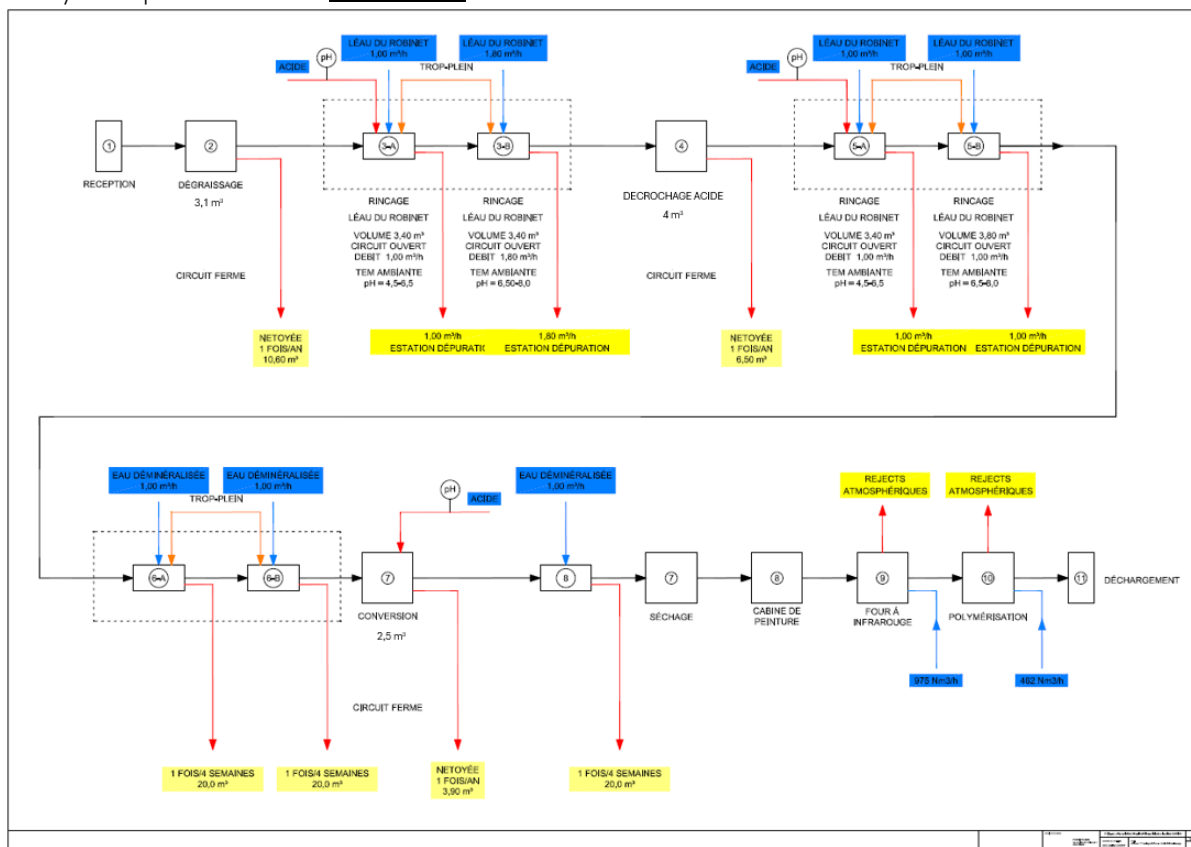 LÉAU DU ROBINET
1,00 m³/h
LÉAU DU ROBINET
1,80 m³/h
pH
ACIDE
TROP-PLEIN
LÉAU DU ROBINET
1,00 m³/h
LÉAU DU ROBINET
1,00 m³/h
pH
ACIDE
TROP-PLEIN
1
RECEPTION
2
DÉGRAISSAGE
3,1 m³
3-A
3-B
4
DECROCHAGE ACIDE
4 m³
5-A
5-B
CIRCUIT FERME
RINCAGE
LÉAU DU ROBINET
VOLUME 3,40 m³
CIRCUIT OUVERT
DEBIT 1,00 m³/h
TEM AMBIANTE
pH = 4,5-6,5
RINCAGE
LÉAU DU ROBINET
VOLUME 3,40 m³
CIRCUIT OUVERT
DEBIT 1,80 m³/h
TEM AMBIANTE
pH = 6,50-8,0
CIRCUIT FERME
RINCAGE
LÉAU DU ROBINET
VOLUME 3,40 m³
CIRCUIT OUVERT
DEBIT 1,00 m³/h
TEM AMBIANTE
pH = 4,5-6,5
RINCAGE
LÉAU DU ROBINET
VOLUME 3,80 m³
CIRCUIT OUVERT
DEBIT 1,00 m³/h
TEM AMBIANTE
pH = 6,5-8,0
NETOYÉE
1 FOIS/AN
10,60 m³
1,00 m³/h
ESTATION DÉPURATIO
1,80 m³/h
ESTATION DÉPURATION
NETOYÉE
1 FOIS/AN
6,50 m³
1,00 m³/h
ESTATION DÉPURATION
1,00 m³/h
ESTATION DÉPURATION
EAU DÉMINÉRALISÉE
1,00 m³/h
EAU DÉMINÉRALISÉE
1,00 m³/h
TROP-PLEIN
pH
ACIDE
EAU DÉMINÉRALISÉE
1,00 m³/h
REJECTS
ATMOSPHÉRIQUES
REJECTS
ATMOSPHÉRIQUES
6-A
6-B
7
CONVERSION
2,5 m³
8
7
SÉCHAGE
8
CABINE DE
PEINTURE
9
FOUR Á
INFRAROUGE
10
POLYMÉRISATION
11
DÉCHARGEMENT
975 Nm3/h
482 Nm3/h
CIRCUIT FERME
1 FOIS/4 SEMAINES
20,0 m³
1 FOIS/4 SEMAINES
20,0 m³
NETOYÉE
1 FOIS/AN
3,90 m³
1 FOIS/4 SEMAINES
20,0 m³